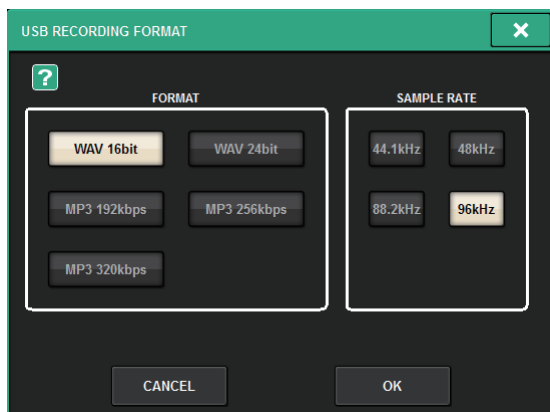 USB RECORDING FORMAT
?
FORMAT
WAV 16bit
WAV 24bit
MP3 192kbps
MP3 256kbps
MP3 320kbps
SAMPLE RATE
44.1kHz
48kHz
88.2kHz
96kHz
CANCEL
OK